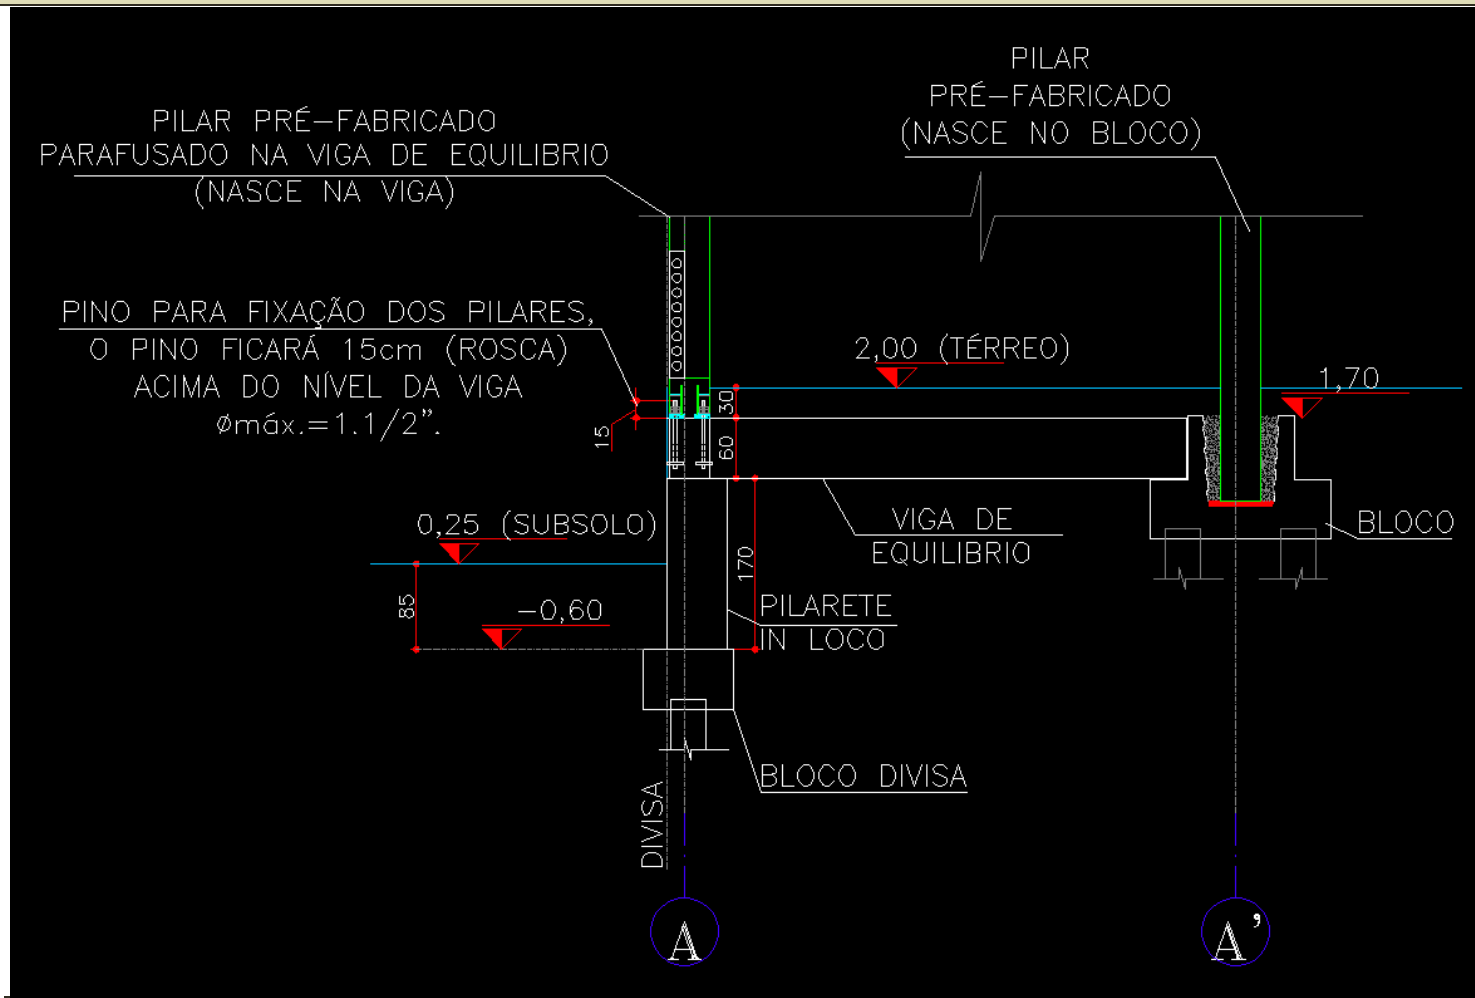 PILAR
PRÉ-FABRICADO
(NASCE NO BLOCO)
PILAR PRÉ-FABRICADO
PARAFUSADO NA VIGA DE EQUILIBRIO
(NASCE NA VIGA)
PINO PARA FIXAÇÃO DOS PILARES,
O PINO FICARÁ 15cm (ROSCA)
ACIMA DO NÍVEL DA VIGA
ømáx.=1.1/2”.
2,00 (TÉRREO)
1,70
30
15
60
0,25 (SUBSOLO)
VIGA DE
EQUILIBRIO
BLOCO
170
85
-0,60
PILARETE
IN LOCO
BLOCO DIVISA
DIVISA
A
A’